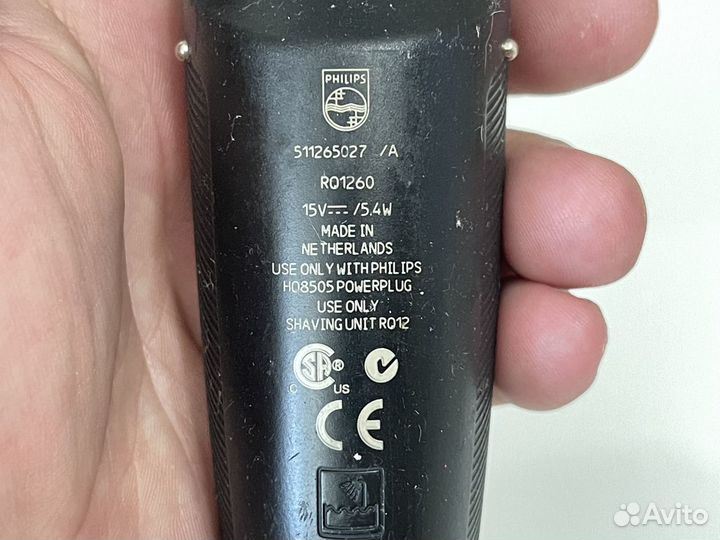 PHILIPS
511265027 /A
RQ1260
15V⎓ /5.4W
MADE IN
NETHERLANDS
USE ONLY WITH PHILIPS
HQ8505 POWERPLUG
USE ONLY
SHAVING UNIT RQ12
SA®
C US
CE
Avito